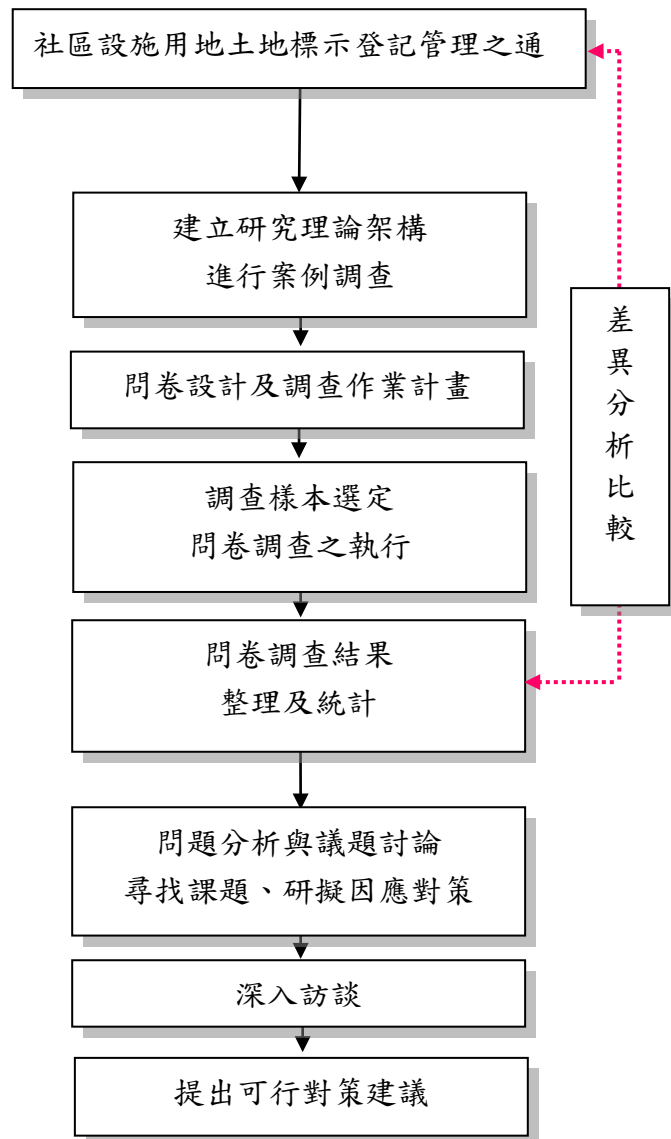 社區設施用地土地標示登記管理之通
建立研究理論架構
進行案例調查
問卷設計及調查作業計畫
調查樣本選定
問卷調查之執行
問卷調查結果
整理及統計
問題分析與議題討論
尋找課題、研擬因應對策
深入訪談
提出可行對策建議
差異分析比較